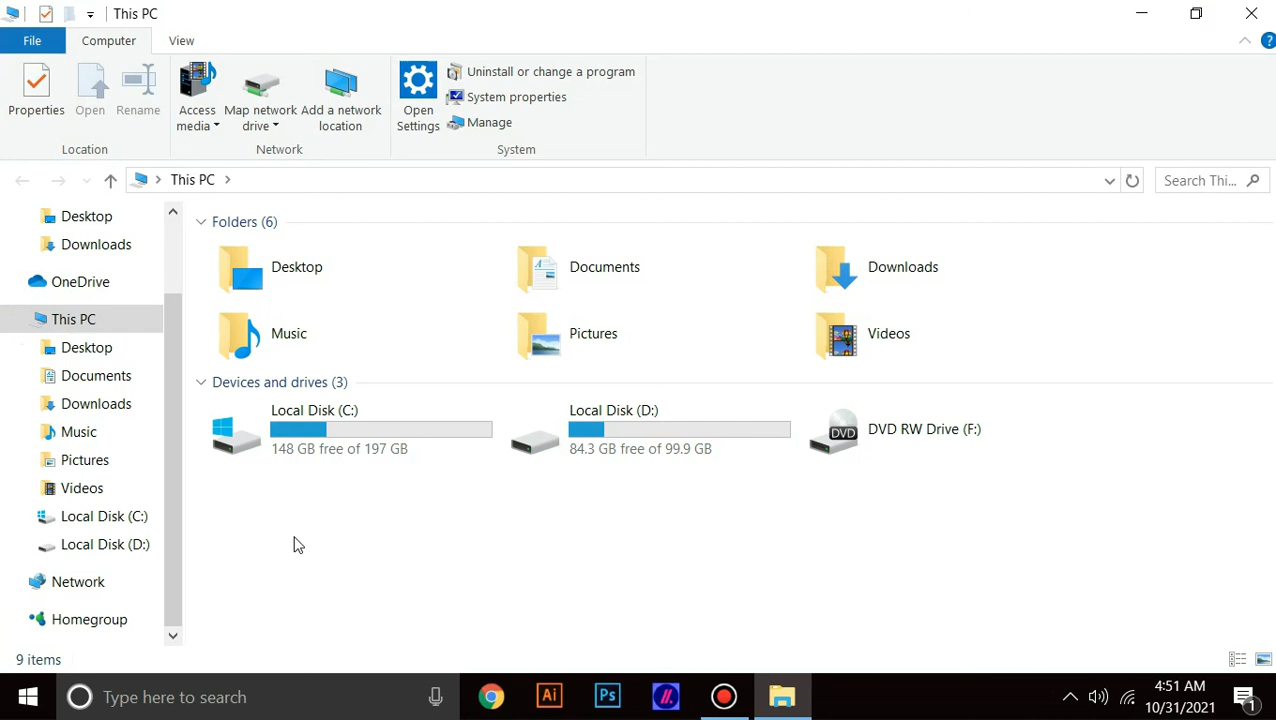 This PC
File Computer View
Properties Open Rename Access media Map network drive Add a network location Open Settings
Uninstall or change a program
System properties
Manage
Location Network System
This PC Search Thi...
Desktop
Downloads
OneDrive
This PC
Desktop
Documents
Downloads
Music
Pictures
Videos
Local Disk (C:)
Local Disk (D:)
Network
Homegroup
Folders (6)
Desktop Documents Downloads
Music Pictures Videos
Devices and drives (3)
Local Disk (C:) Local Disk (D:) DVD RW Drive (F:)
148 GB free of 197 GB 84.3 GB free of 99.9 GB
DVD
9 items
Type here to search Ai Ps
4:51 AM
10/31/2021
1